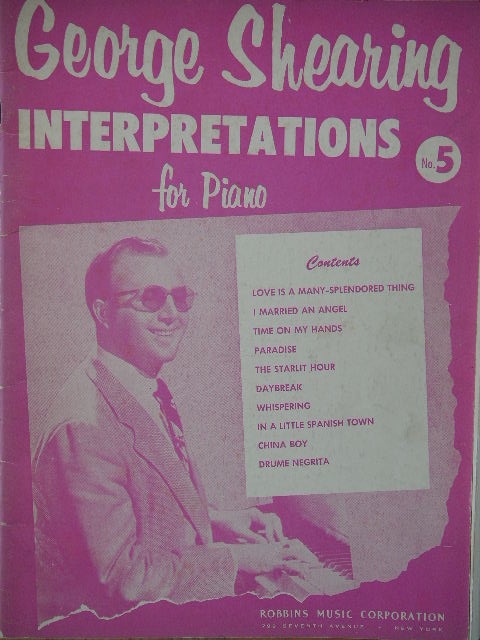 George Shearing
INTERPRETATIONS
No. 5
for Piano
Contents
LOVE IS A MANY-SPLENDORED THING
I MARRIED AN ANGEL
TIME ON MY HANDS
PARADISE
THE STARLIT HOUR
DAYBREAK
WHISPERING
IN A LITTLE SPANISH TOWN
CHINA BOY
DRUME NEGRITA
ROBBINS MUSIC CORPORATION
799 SEVENTH AVENUE NEW YORK